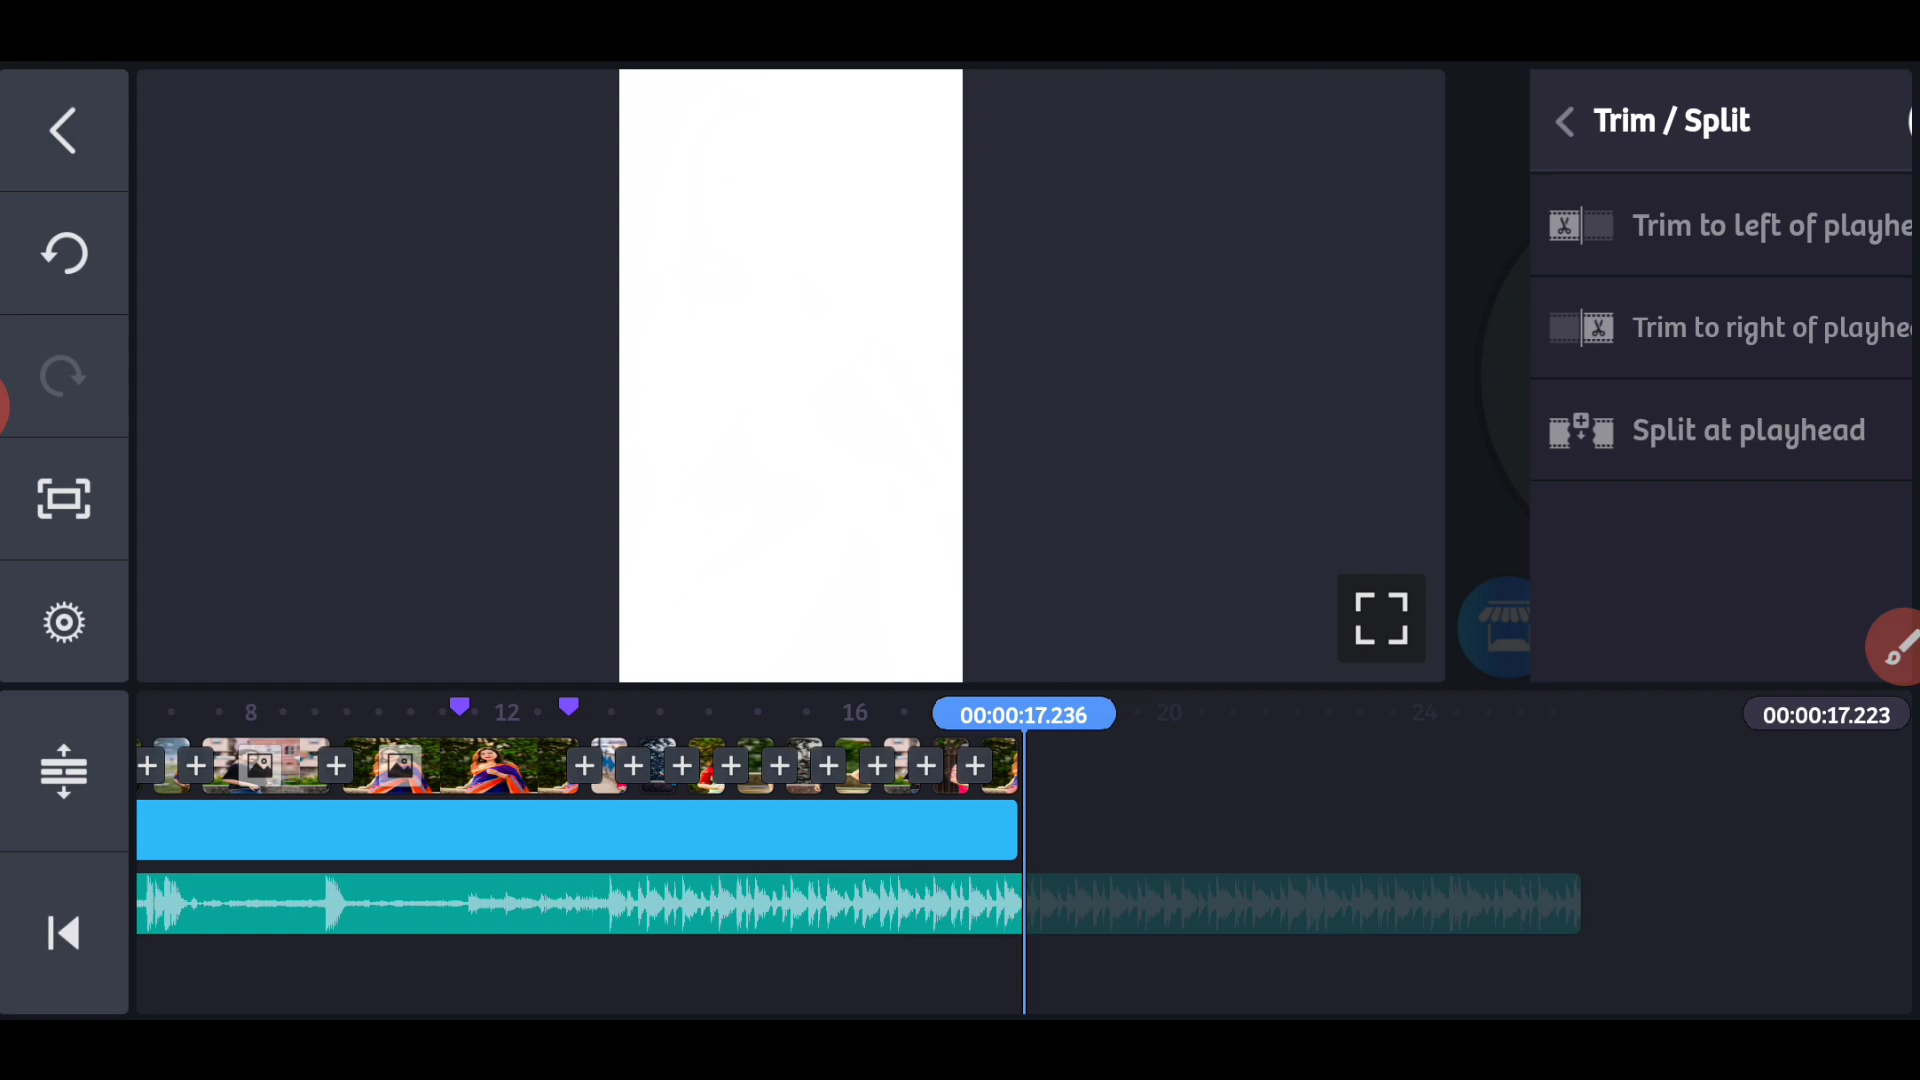 Trim / Split
Trim to left of playhe
Trim to right of playhe
Split at playhead
8
12
16
00:00:17.236
20
24
00:00:17.223